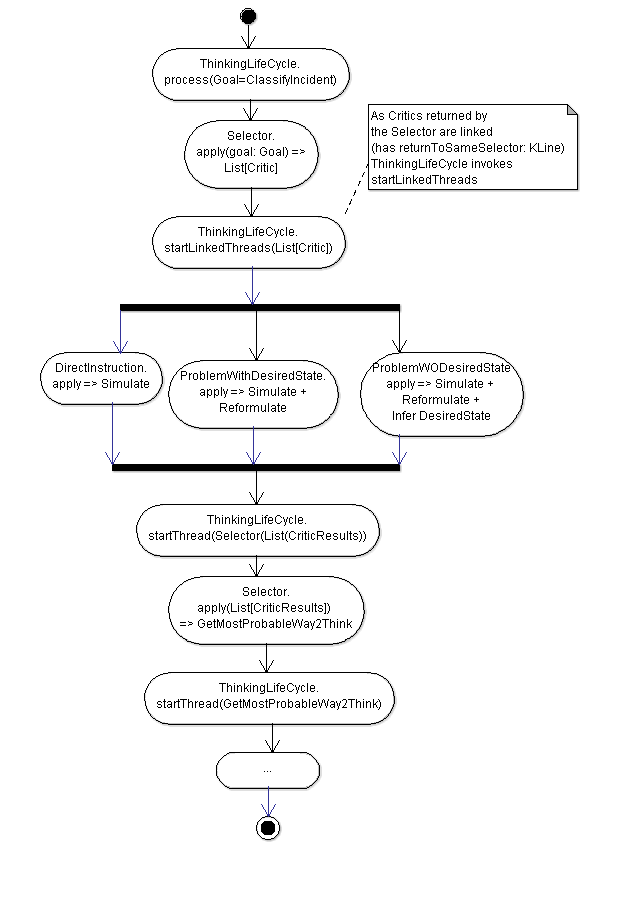 ThinkingLifeCycle.
process(Goal=ClassifyIncident)
As Critics returned by
the Selector are linked
(has returnToSameSelector: KLine)
ThinkingLifeCycle invokes
startLinkedThreads
Selector.
apply(goal: Goal) =>
List[Critic]
ThinkingLifeCycle.
startLinkedThreads(List[Critic])
DirectInstruction.
apply => Simulate
ProblemWithDesiredState.
apply => Simulate +
Reformulate
ProblemWODesiredState.
apply => Simulate +
Reformulate +
Infer DesiredState
ThinkingLifeCycle.
startThread(Selector(List(CriticResults))
Selector.
apply(List[CriticResults])
=> GetMostProbableWay2Think
ThinkingLifeCycle.
startThread(GetMostProbableWay2Think)
...